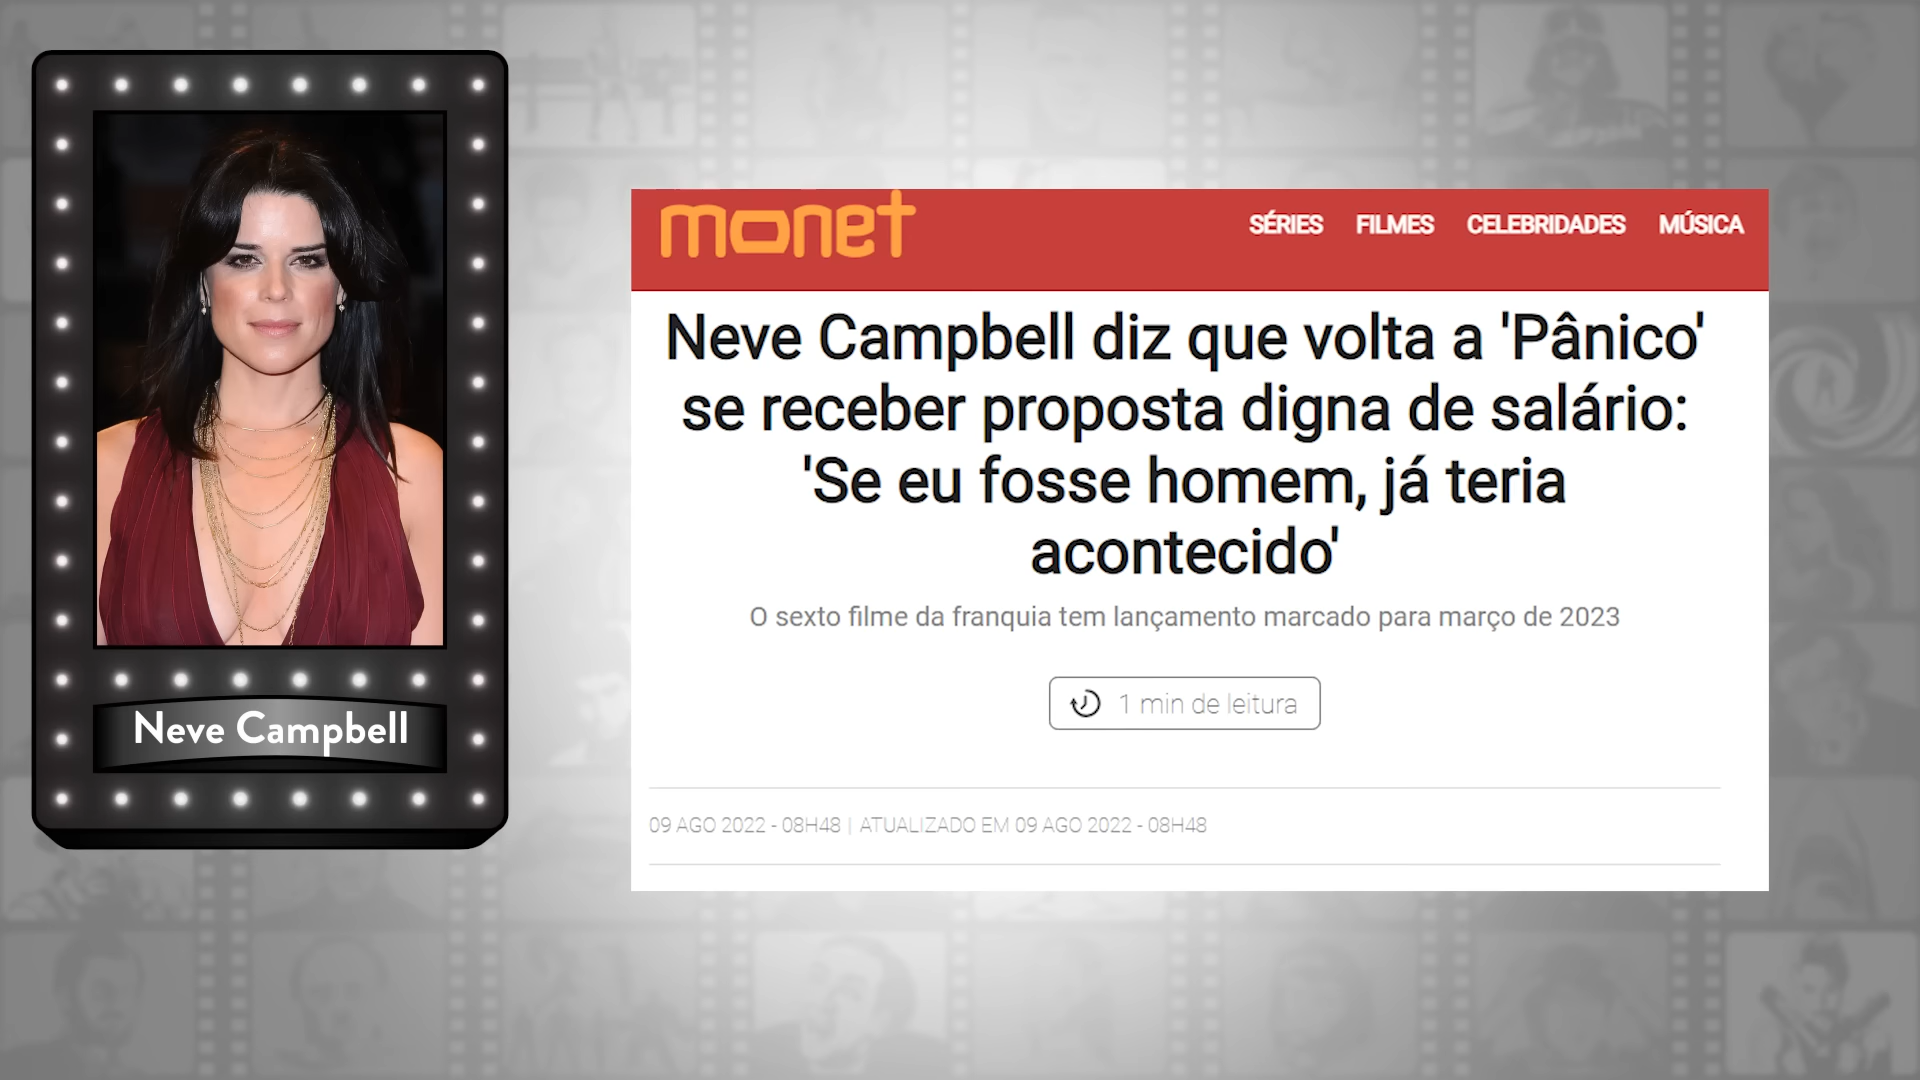 Neve Campbell
monet
SÉRIES FILMES CELEBRIDADES MÚSICA
Neve Campbell diz que volta a 'Pânico'
se receber proposta digna de salário:
'Se eu fosse homem, já teria
acontecido'
O sexto filme da franquia tem lançamento marcado para março de 2023
1 min de leitura
09 AGO 2022 - 08H48 | ATUALIZADO EM 09 AGO 2022 - 08H48